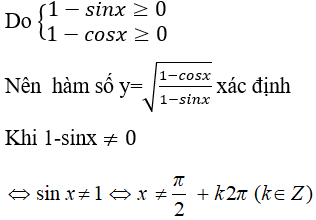 Do {1 − sinx ≥ 0
1 − cosx ≥ 0
Nên hàm số y=√((1−cosx)/(1−sinx)) xác định
Khi 1-sinx ≠ 0
⇔ sin x ≠ 1 ⇔ x ≠ π/2 + k2π (k∈ Z)